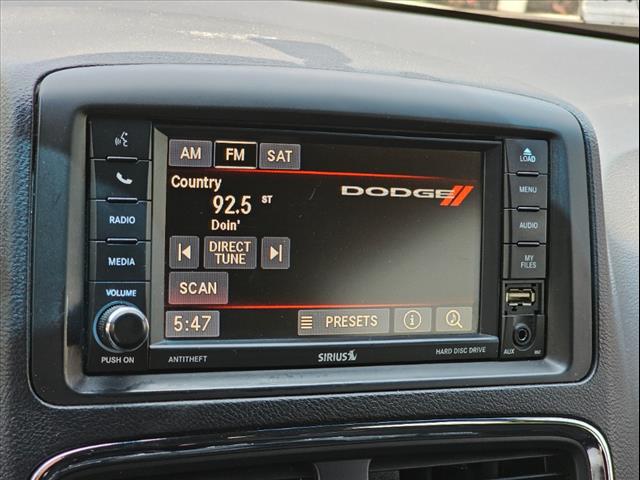 AM FM SAT
Country
92.5 ST
Doin'
DODGE
DIRECT
TUNE
SCAN
5:47
PRESETS
i
RADIO
MEDIA
VOLUME
PUSH ON
LOAD
MENU
AUDIO
MY
FILES
AUX
ANTITHEFT
SIRIUS
HARD DISC DRIVE